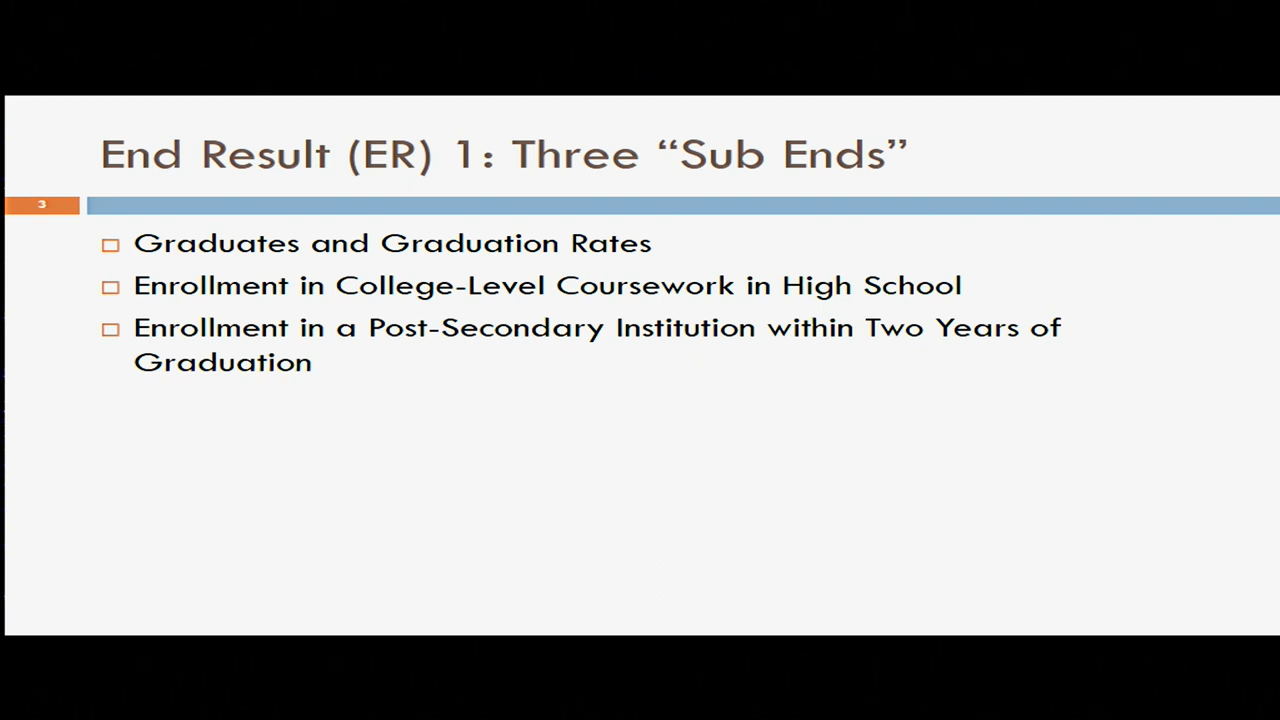 End Result (ER) 1: Three “Sub Ends”
3
Graduates and Graduation Rates
Enrollment in College-Level Coursework in High School
Enrollment in a Post-Secondary Institution within Two Years of
Graduation